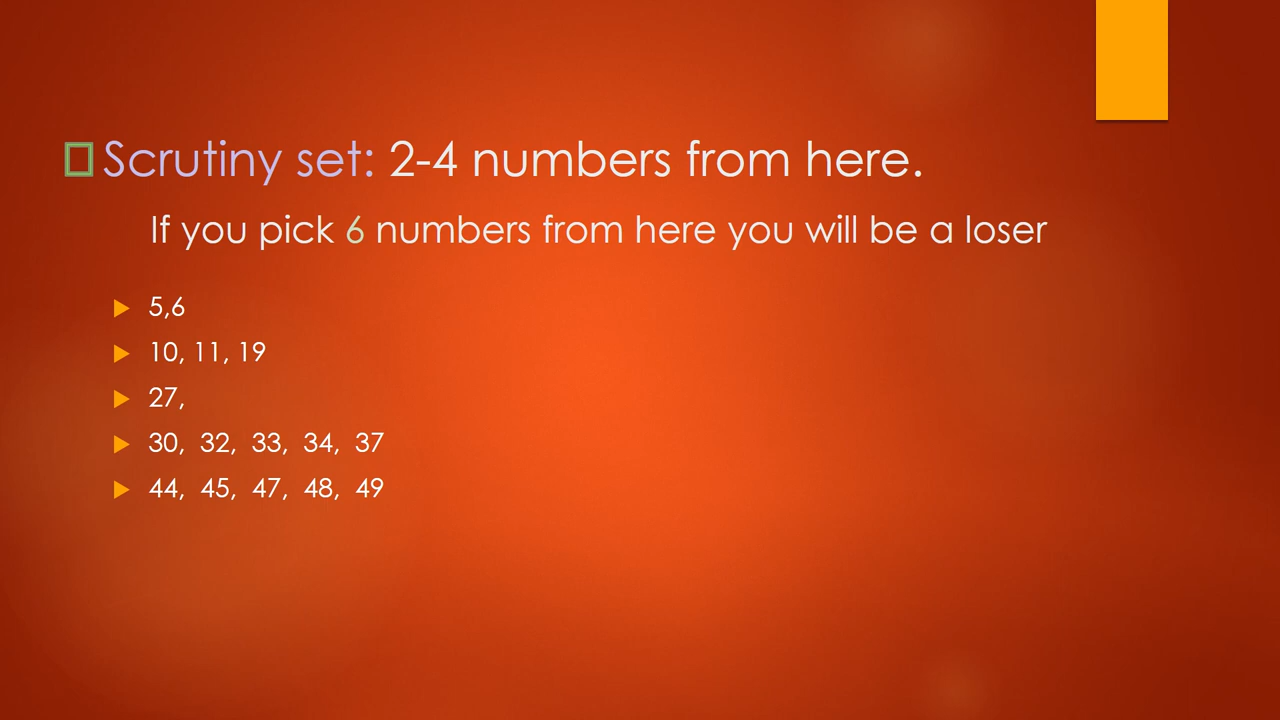 Scrutiny set: 2-4 numbers from here.
If you pick 6 numbers from here you will be a loser
5,6
10, 11, 19
27,
30, 32, 33, 34, 37
44, 45, 47, 48, 49